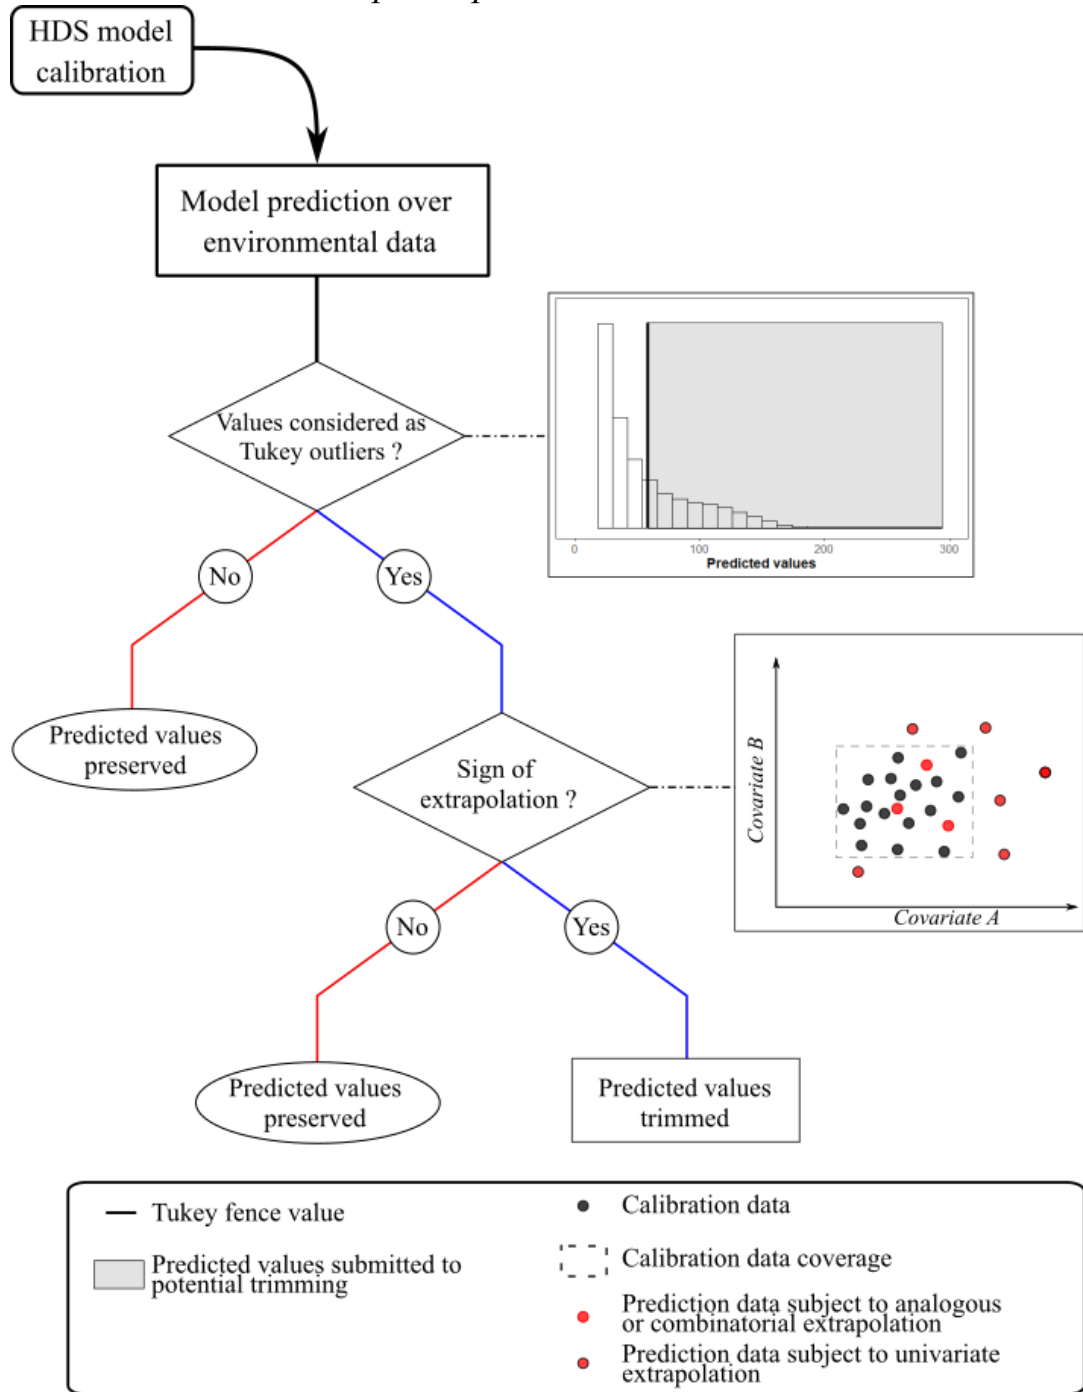 HDS model
calibration
Model prediction over
environmental data
Values considered as
Tukey outliers ?
0
100
200
300
Predicted values
No
Yes
Predicted values
preserved
Sign of
extrapolation ?
Covariate B
Covariate A
No
Yes
Predicted values
preserved
Predicted values
trimmed
Tukey fence value
Predicted values submitted to
potential trimming
Calibration data
Calibration data coverage
Prediction data subject to analogous
or combinatorial extrapolation
Prediction data subject to univariate
extrapolation